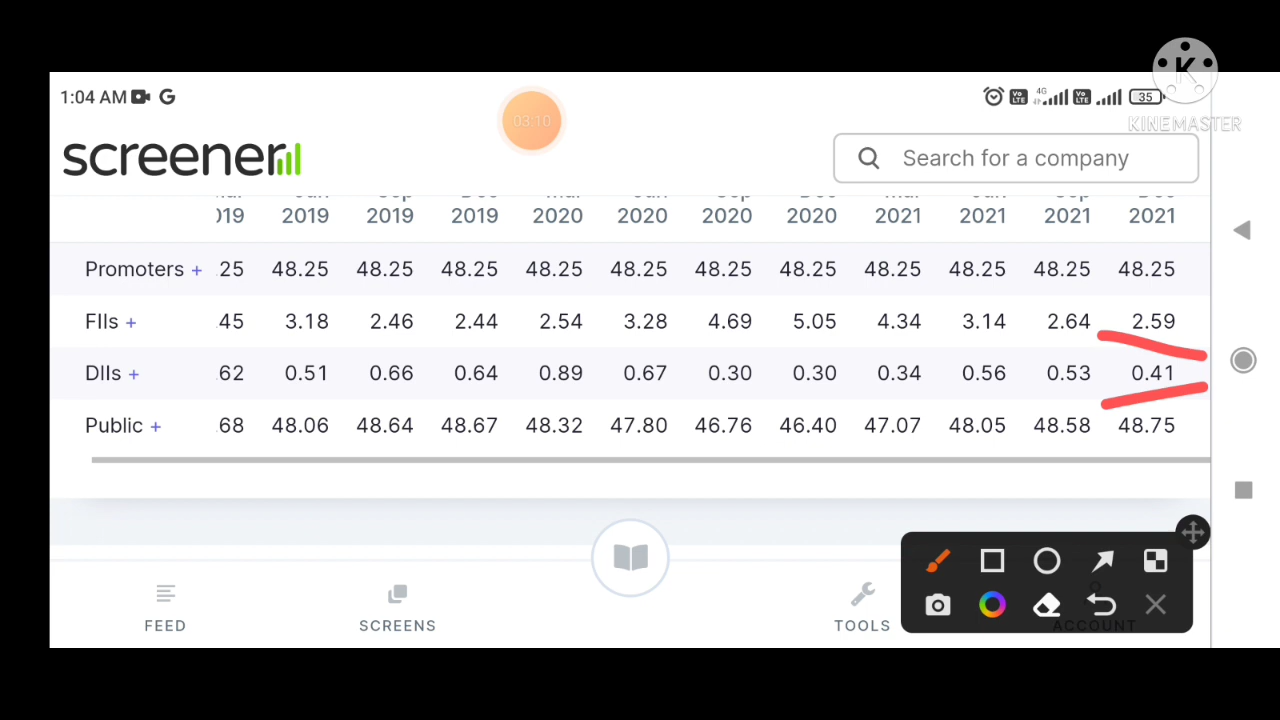 KINEMASTER
1:04 AM G 4G 35
03:10
screener Search for a company
2019 2019 2019 2020 2020 2020 2020 2021 2021 2021 2021
Promoters + 25 48.25 48.25 48.25 48.25 48.25 48.25 48.25 48.25 48.25 48.25 48.25
FIIs + 45 3.18 2.46 2.44 2.54 3.28 4.69 5.05 4.34 3.14 2.64 2.59
DIIs + .62 0.51 0.66 0.64 0.89 0.67 0.30 0.30 0.34 0.56 0.53 0.41
Public + .68 48.06 48.64 48.67 48.32 47.80 46.76 46.40 47.07 48.05 48.58 48.75
FEED SCREENS TOOLS ACCOUNT